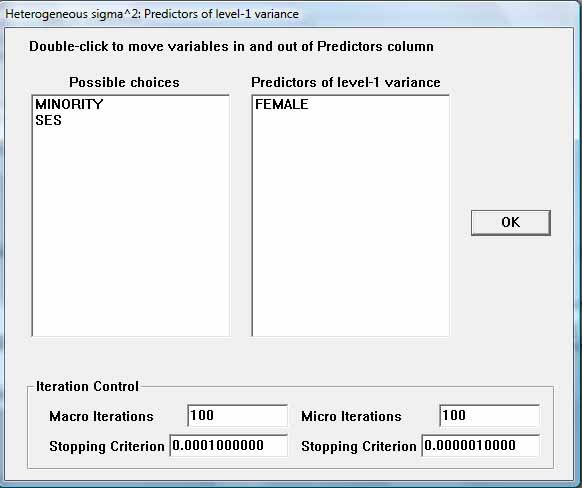 Heterogeneous sigma^2: Predictors of level-1 variance
Double-click to move variables in and out of Predictors column
Possible choices
MINORITY
SES
Predictors of level-1 variance
FEMALE
OK
Iteration Control
Macro Iterations 100
Micro Iterations 100
Stopping Criterion 0.0001000000
Stopping Criterion 0.0000010000